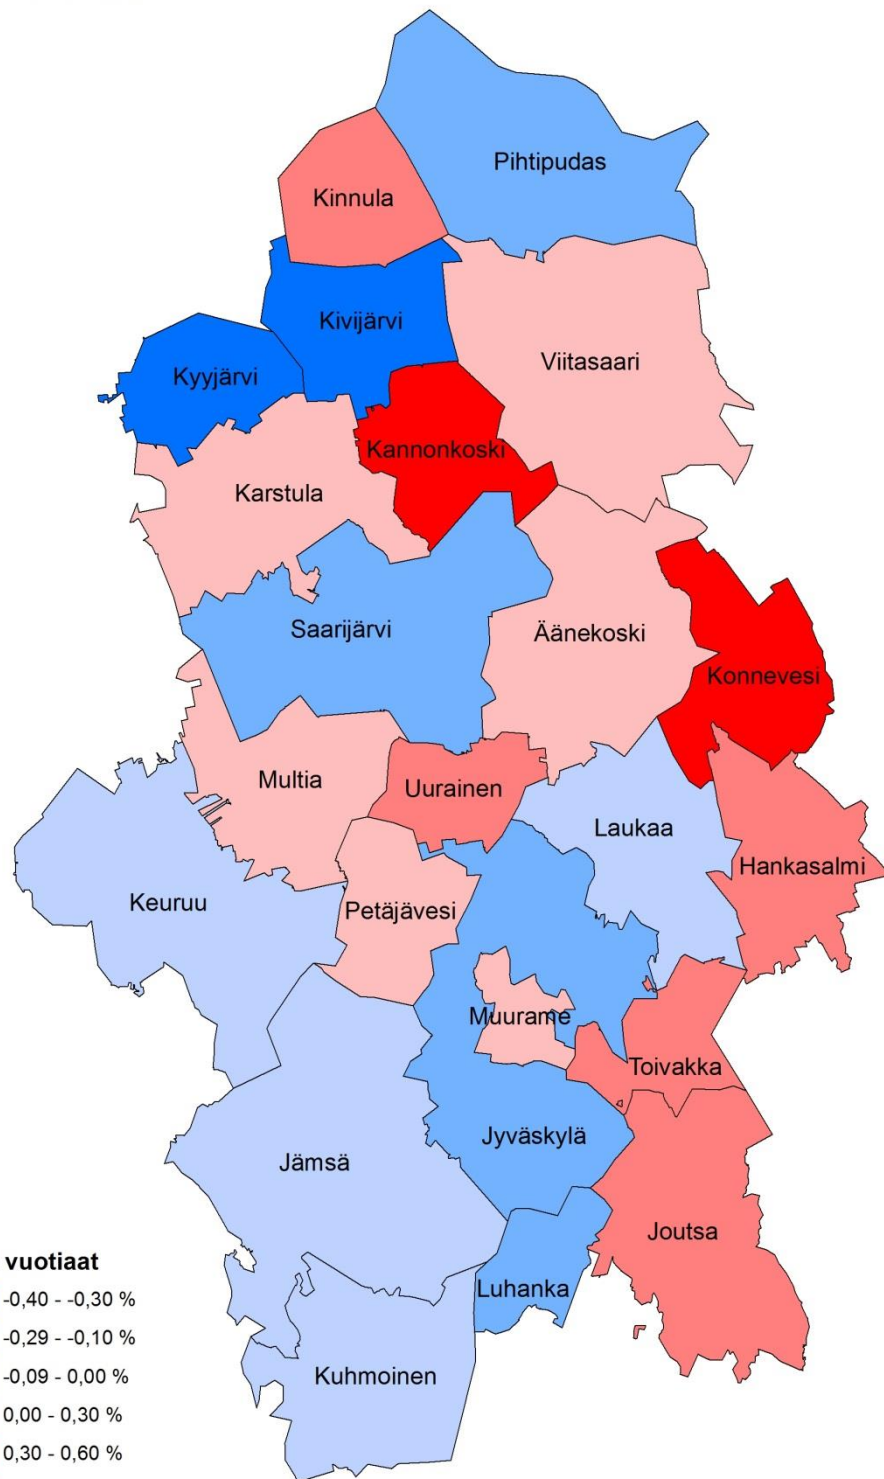 Pihtipudas
Kinnula
Kivijärvi
Viitasaari
Kyyjärvi
Kannonkoski
Karstula
Saarijärvi
Äänekoski
Konnevesi
Multia
Uurainen
Laukaa
Hankasalmi
Keuruu
Petäjävesi
Muurame
Toivakka
Jyväskylä
Jämsä
Joutsa
Luhanka
Kuhmoinen
vuotiaat
-0,40 - -0,30 %
-0,29 - -0,10 %
-0,09 - 0,00 %
0,00 - 0,30 %
0,30 - 0,60 %